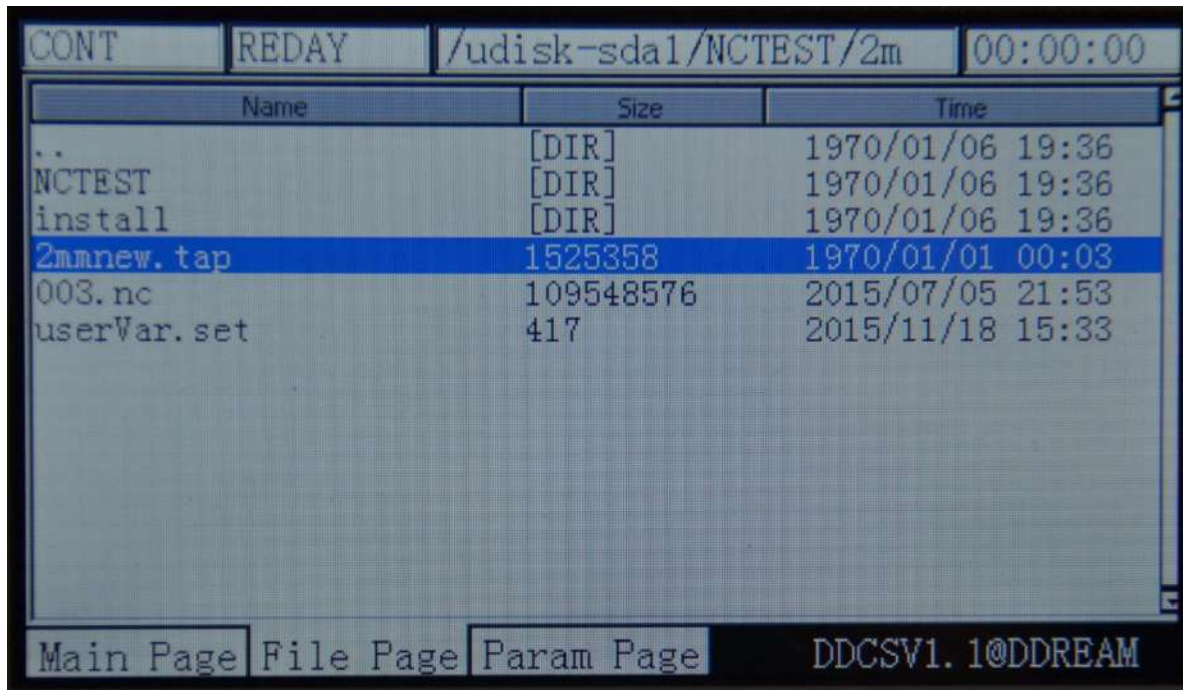 CONT REDAY /udisk-sda1/NCTEST/2m 00:00:00
Name Size Time
.. [DIR] 1970/01/06 19:36
NCTEST [DIR] 1970/01/06 19:36
install [DIR] 1970/01/06 19:36
2mmnew.tap 1525358 1970/01/01 00:03
003.nc 109548576 2015/07/05 21:53
userVar.set 417 2015/11/18 15:33
Main Page File Page Param Page DDCSV1.1@DDREAM